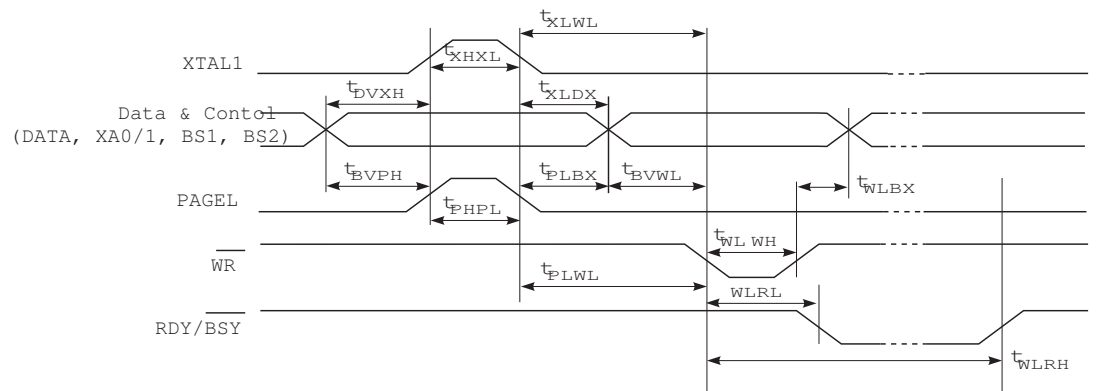 tXLWL
XTAL1
tXHXL
tDVXH
tXLDX
Data & Contol
(DATA, XA0/1, BS1, BS2)
tBVPH
tPLBX
tBVWL
tWLBX
PAGEL
tPHPL
tWL WH
WR
tPLWL
WLRL
RDY/BSY
tWLRH